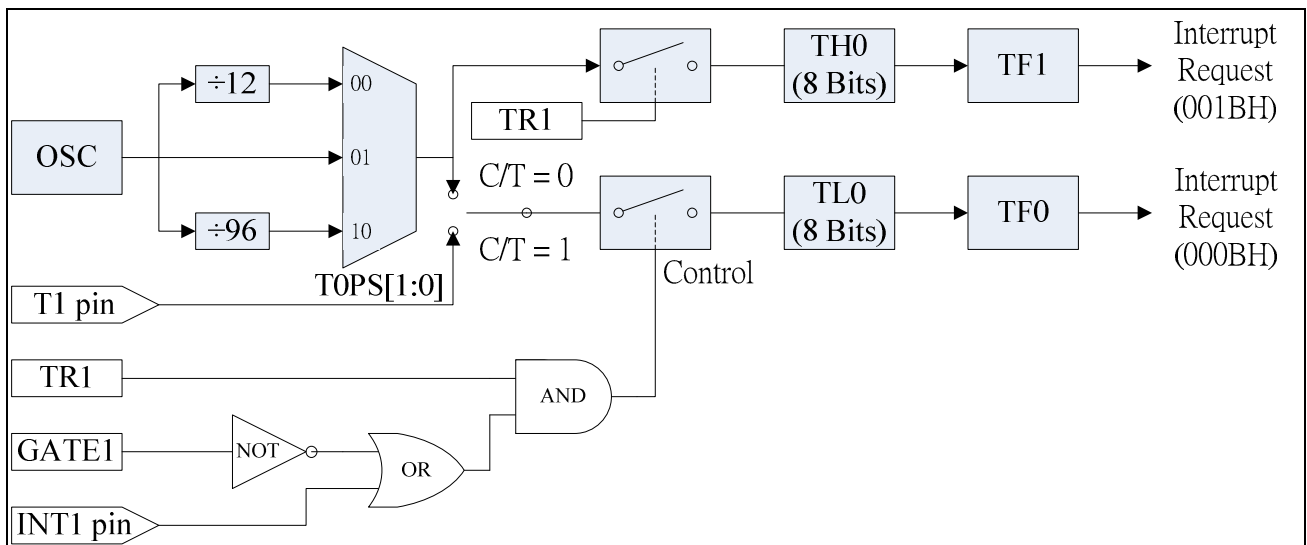 ÷12
00
TH0
(8 Bits)
TF1
Interrupt
Request
(001BH)
TR1
OSC
01
C/T = 0
÷96
10
TL0
(8 Bits)
TF0
Interrupt
Request
(000BH)
C/T = 1
Control
T0PS[1:0]
T1 pin
TR1
AND
GATE1
NOT
OR
INT1 pin